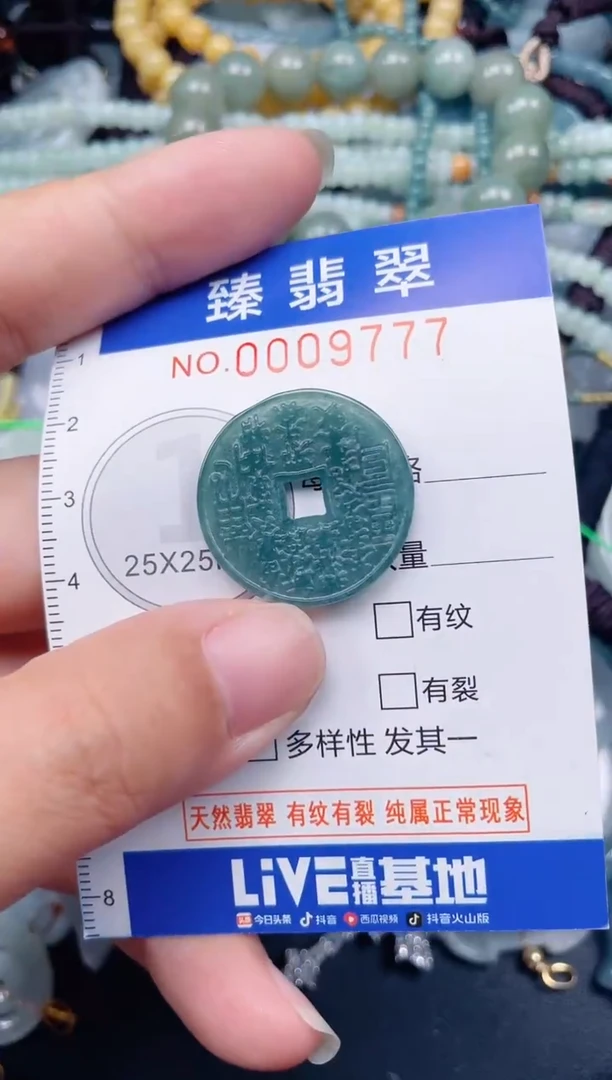 臻翡翠
NO.0009777
1
2
3
4
25X25
量
有纹
有裂
多样性 发其一
天然翡翠 有纹有裂 纯属正常现象
8
LiVE直播基地
头条 今日头条 抖音 西瓜视频 抖音火山版